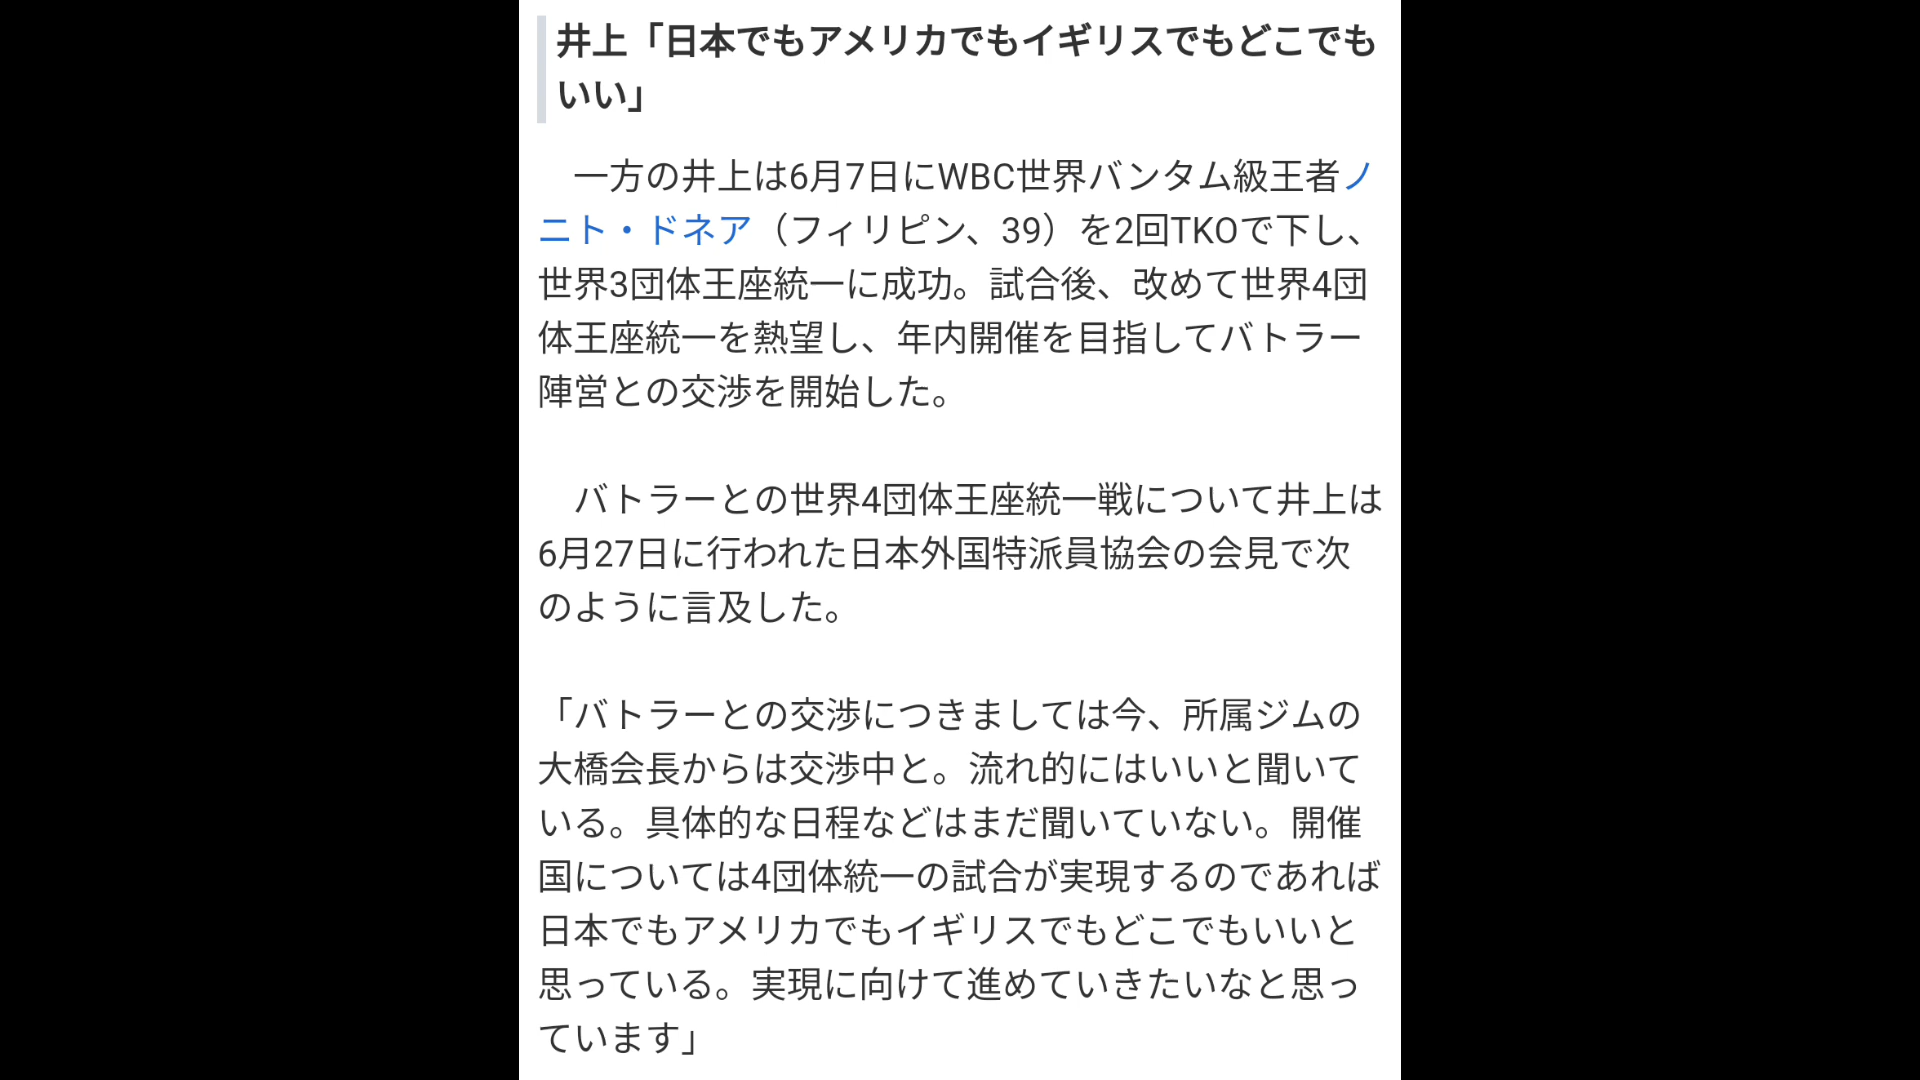 井上「日本でもアメリカでもイギリスでもどこでも
いい」
　一方の井上は6月7日にWBC世界バンタム級王者ノ
ニト・ドネア（フィリピン、39）を2回TKOで下し、
世界3団体王座統一に成功。試合後、改めて世界4団
体王座統一を熱望し、年内開催を目指してバトラー
陣営との交渉を開始した。
　バトラーとの世界4団体王座統一戦について井上は
6月27日に行われた日本外国特派員協会の会見で次
のように言及した。
「バトラーとの交渉につきましては今、所属ジムの
大橋会長からは交渉中と。流れ的にはいいと聞いて
いる。具体的な日程などはまだ聞いていない。開催
国については4団体統一の試合が実現するのであれば
日本でもアメリカでもイギリスでもどこでもいいと
思っている。実現に向けて進めていきたいなと思っ
ています」